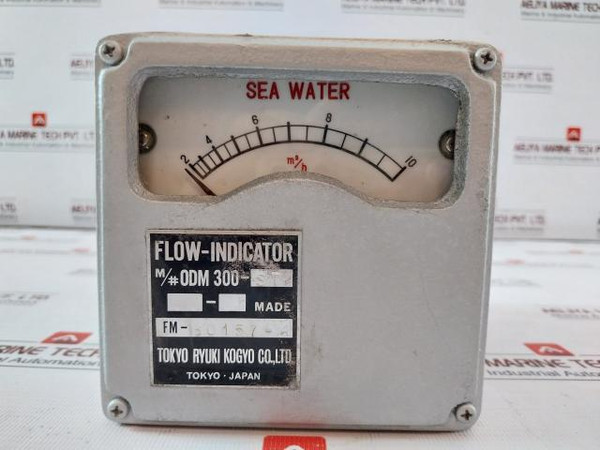 SEA WATER
2 4 6 8 10
m³/h
FLOW-INDICATOR
M/# ODM 300-
-
MADE
FM-
TOKYO RYUKI KOGYO CO.,LTD
TOKYO · JAPAN